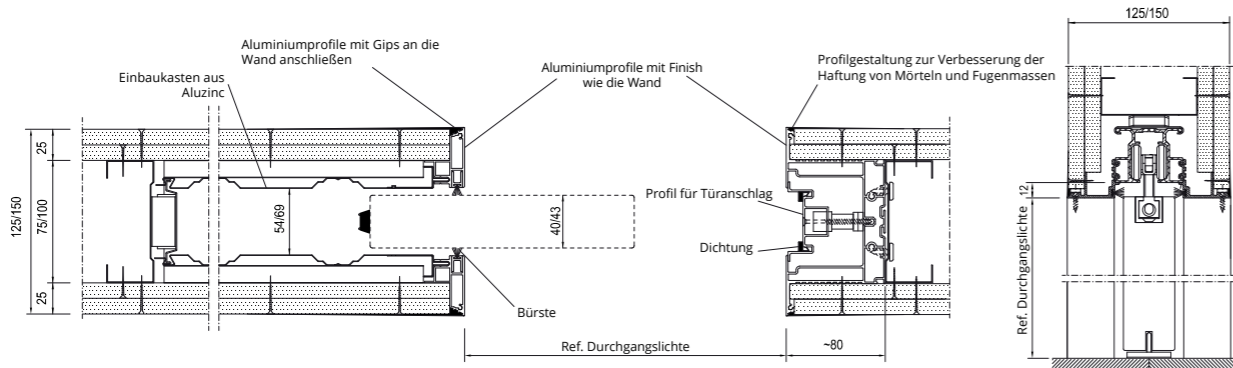 Aluminiumprofile mit Gips an die
Wand anschließen
Einbaukasten aus
Aluzinc
Aluminiumprofile mit Finish
wie die Wand
Profilgestaltung zur Verbesserung der
Haftung von Mörteln und Fugenmassen
125/150
125/150
25
75/100
25
54/69
40/43
Profil für Türanschlag
Dichtung
Bürste
Ref. Durchgangslichte
~80
12
Ref. Durchgangslichte